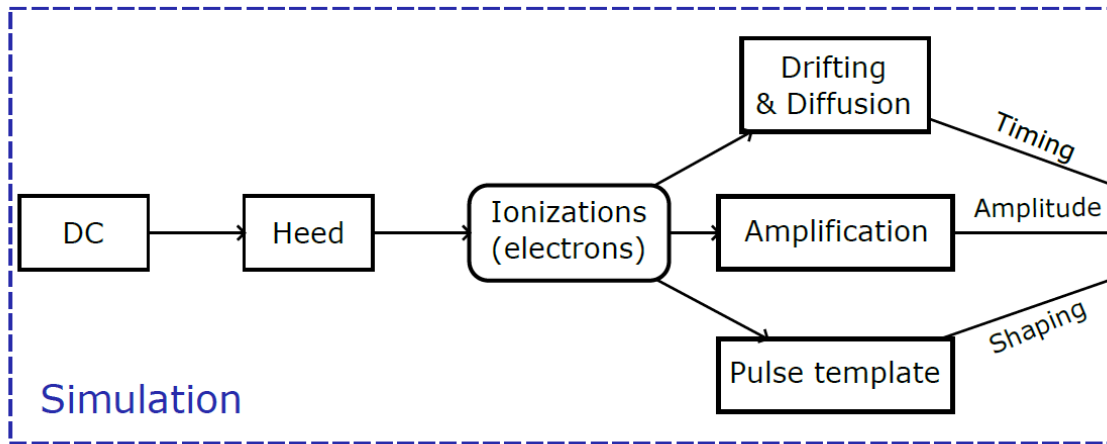 Drifting
& Diffusion
Timing
DC
Heed
Ionizations
(electrons)
Amplification
Amplitude
Pulse template
Shaping
Simulation